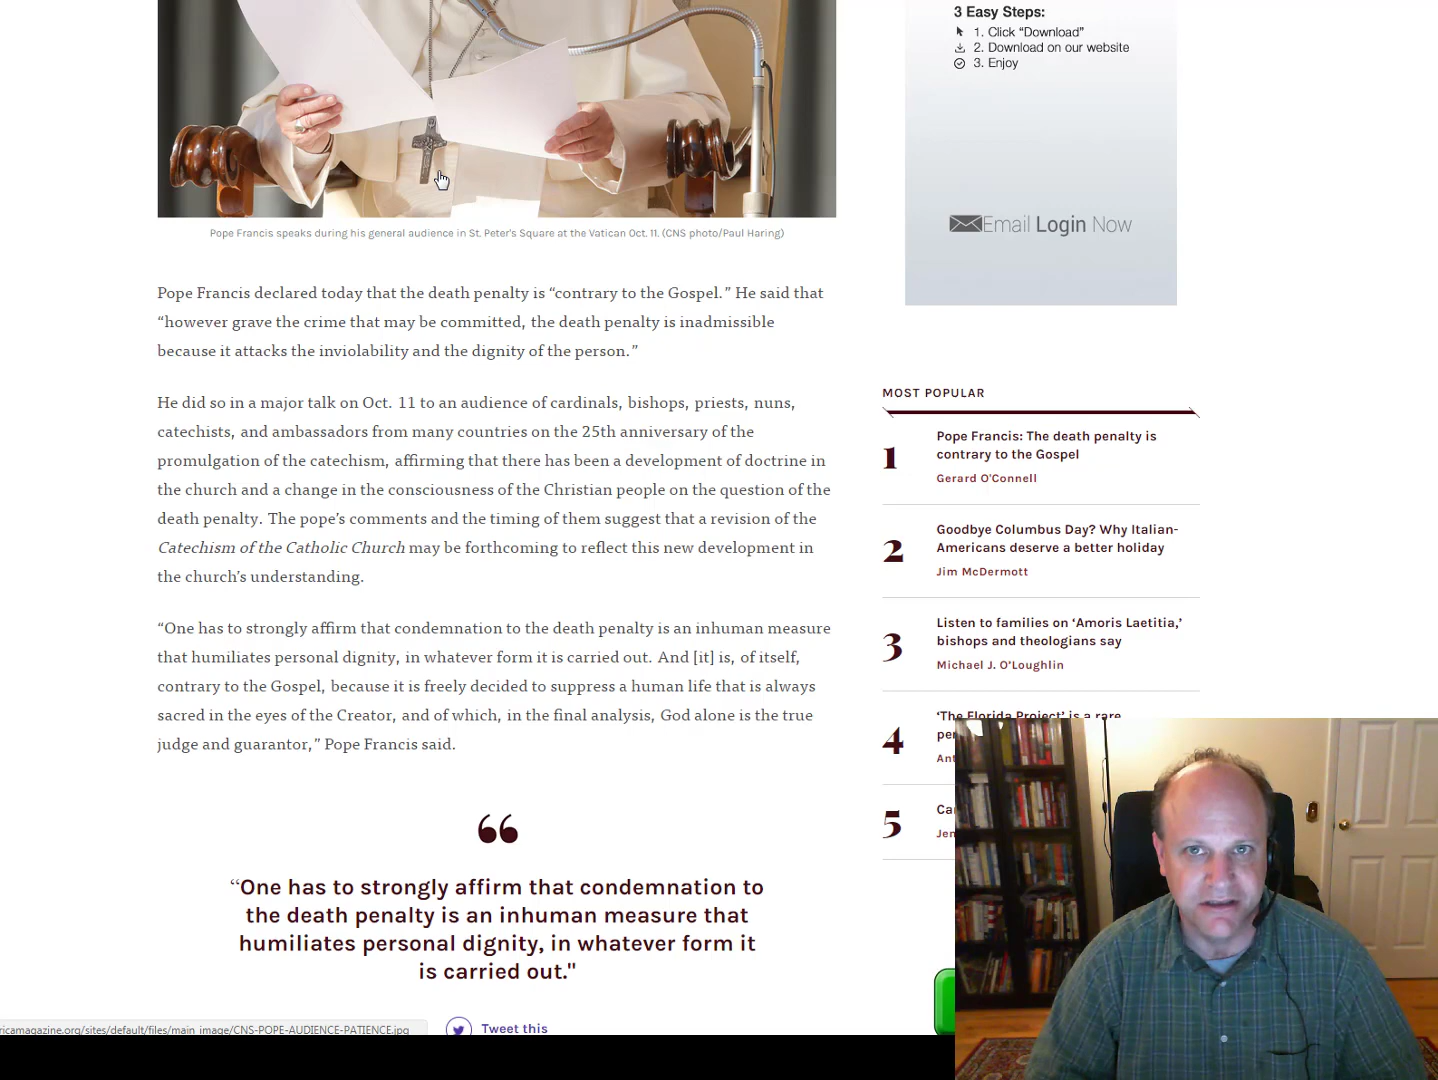 3 Easy Steps:
1. Click “Download”
2. Download on our website
3. Enjoy
Email Login Now
Pope Francis speaks during his general audience in St. Peter's Square at the Vatican Oct. 11. (CNS photo/Paul Haring)
Pope Francis declared today that the death penalty is “contrary to the Gospel.” He said that
“however grave the crime that may be committed, the death penalty is inadmissible
because it attacks the inviolability and the dignity of the person.”
He did so in a major talk on Oct. 11 to an audience of cardinals, bishops, priests, nuns,
catechists, and ambassadors from many countries on the 25th anniversary of the
promulgation of the catechism, affirming that there has been a development of doctrine in
the church and a change in the consciousness of the Christian people on the question of the
death penalty. The pope’s comments and the timing of them suggest that a revision of the
Catechism of the Catholic Church may be forthcoming to reflect this new development in
the church’s understanding.
“One has to strongly affirm that condemnation to the death penalty is an inhuman measure
that humiliates personal dignity, in whatever form it is carried out. And [it] is, of itself,
contrary to the Gospel, because it is freely decided to suppress a human life that is always
sacred in the eyes of the Creator, and of which, in the final analysis, God alone is the true
judge and guarantor,” Pope Francis said.
“One has to strongly affirm that condemnation to
the death penalty is an inhuman measure that
humiliates personal dignity, in whatever form it
is carried out."
Tweet this
ricamagazine.org/sites/default/files/main_image/CNS-POPE-AUDIENCE-PATIENCE.jpg
MOST POPULAR
1
Pope Francis: The death penalty is
contrary to the Gospel
Gerard O'Connell
2
Goodbye Columbus Day? Why Italian-
Americans deserve a better holiday
Jim McDermott
3
Listen to families on ‘Amoris Laetitia,’
bishops and theologians say
Michael J. O’Loughlin
4
‘The Florida Project’ is a rare
per
Ant
5
Ca
Jen